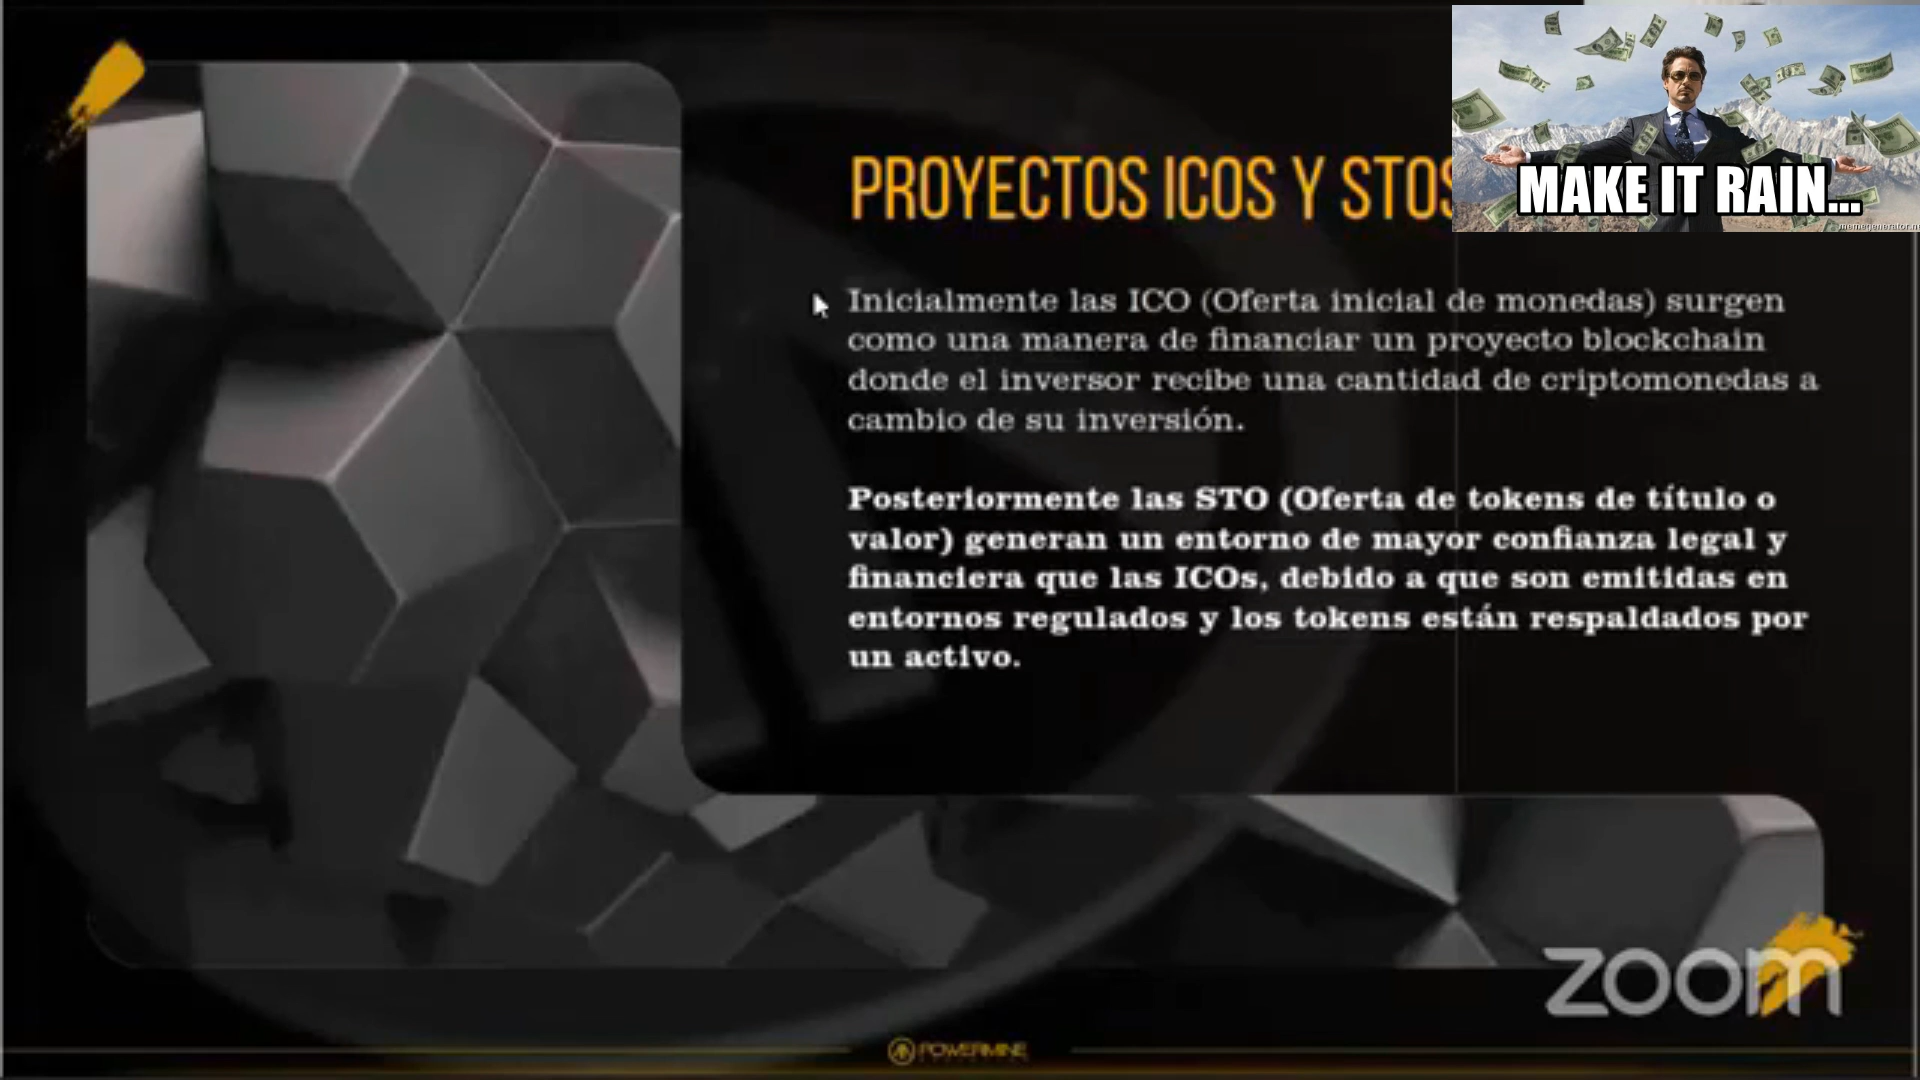 PROYECTOS ICOS Y STOS
MAKE IT RAIN...
Inicialmente las ICO (Oferta inicial de monedas) surgen
como una manera de financiar un proyecto blockchain
donde el inversor recibe una cantidad de criptomonedas a
cambio de su inversión.
Posteriormente las STO (Oferta de tokens de título o
valor) generan un entorno de mayor confianza legal y
financiera que las ICOs, debido a que son emitidas en
entornos regulados y los tokens están respaldados por
un activo.
zoom
POWERMINE